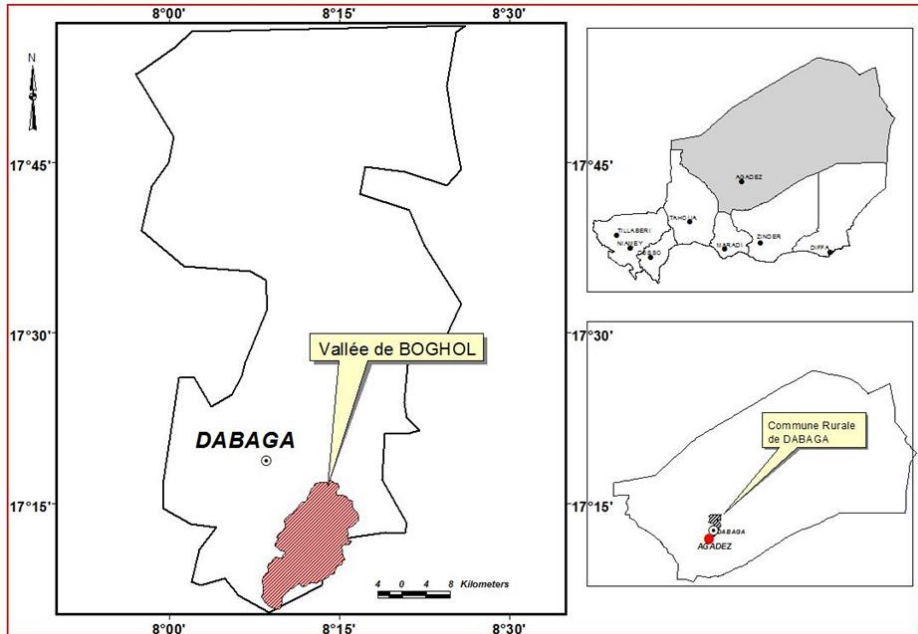 8°00' 8°15' 8°30'
N
17°45' 17°45'
17°30' 17°30'
17°15' 17°15'
Vallée de BOGHOL
DABAGA
4 0 4 8 Kilometers
8°00' 8°15' 8°30'
AGADEZ
TAHOUA
TILLABERI
NIAMEY
DOSSO
MARADI
ZINDER
DIFFA
Commune Rurale
de DABAGA
DABAGA
AGADEZ